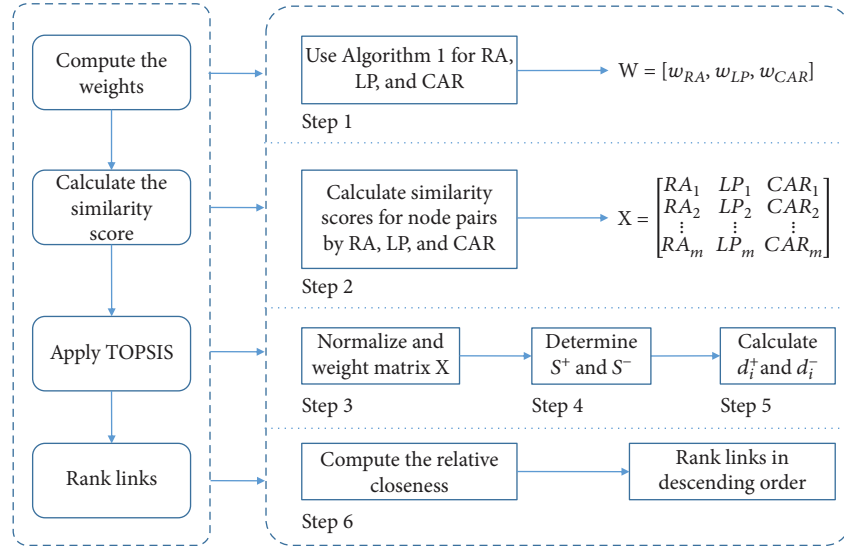 Compute the
weights
Use Algorithm 1 for RA,
LP, and CAR
W = [w_RA, w_LP, w_CAR]
Step 1
Calculate the
similarity
score
Calculate similarity
scores for node pairs
by RA, LP, and CAR
X = [RA_1 LP_1 CAR_1
RA_2 LP_2 CAR_2
⋮ ⋮ ⋮
RA_m LP_m CAR_m]
Step 2
Apply TOPSIS
Normalize and
weight matrix X
Step 3
Determine
S⁺ and S⁻
Step 4
Calculate
d_i⁺ and d_i⁻
Step 5
Rank links
Compute the relative
closeness
Step 6
Rank links in
descending order